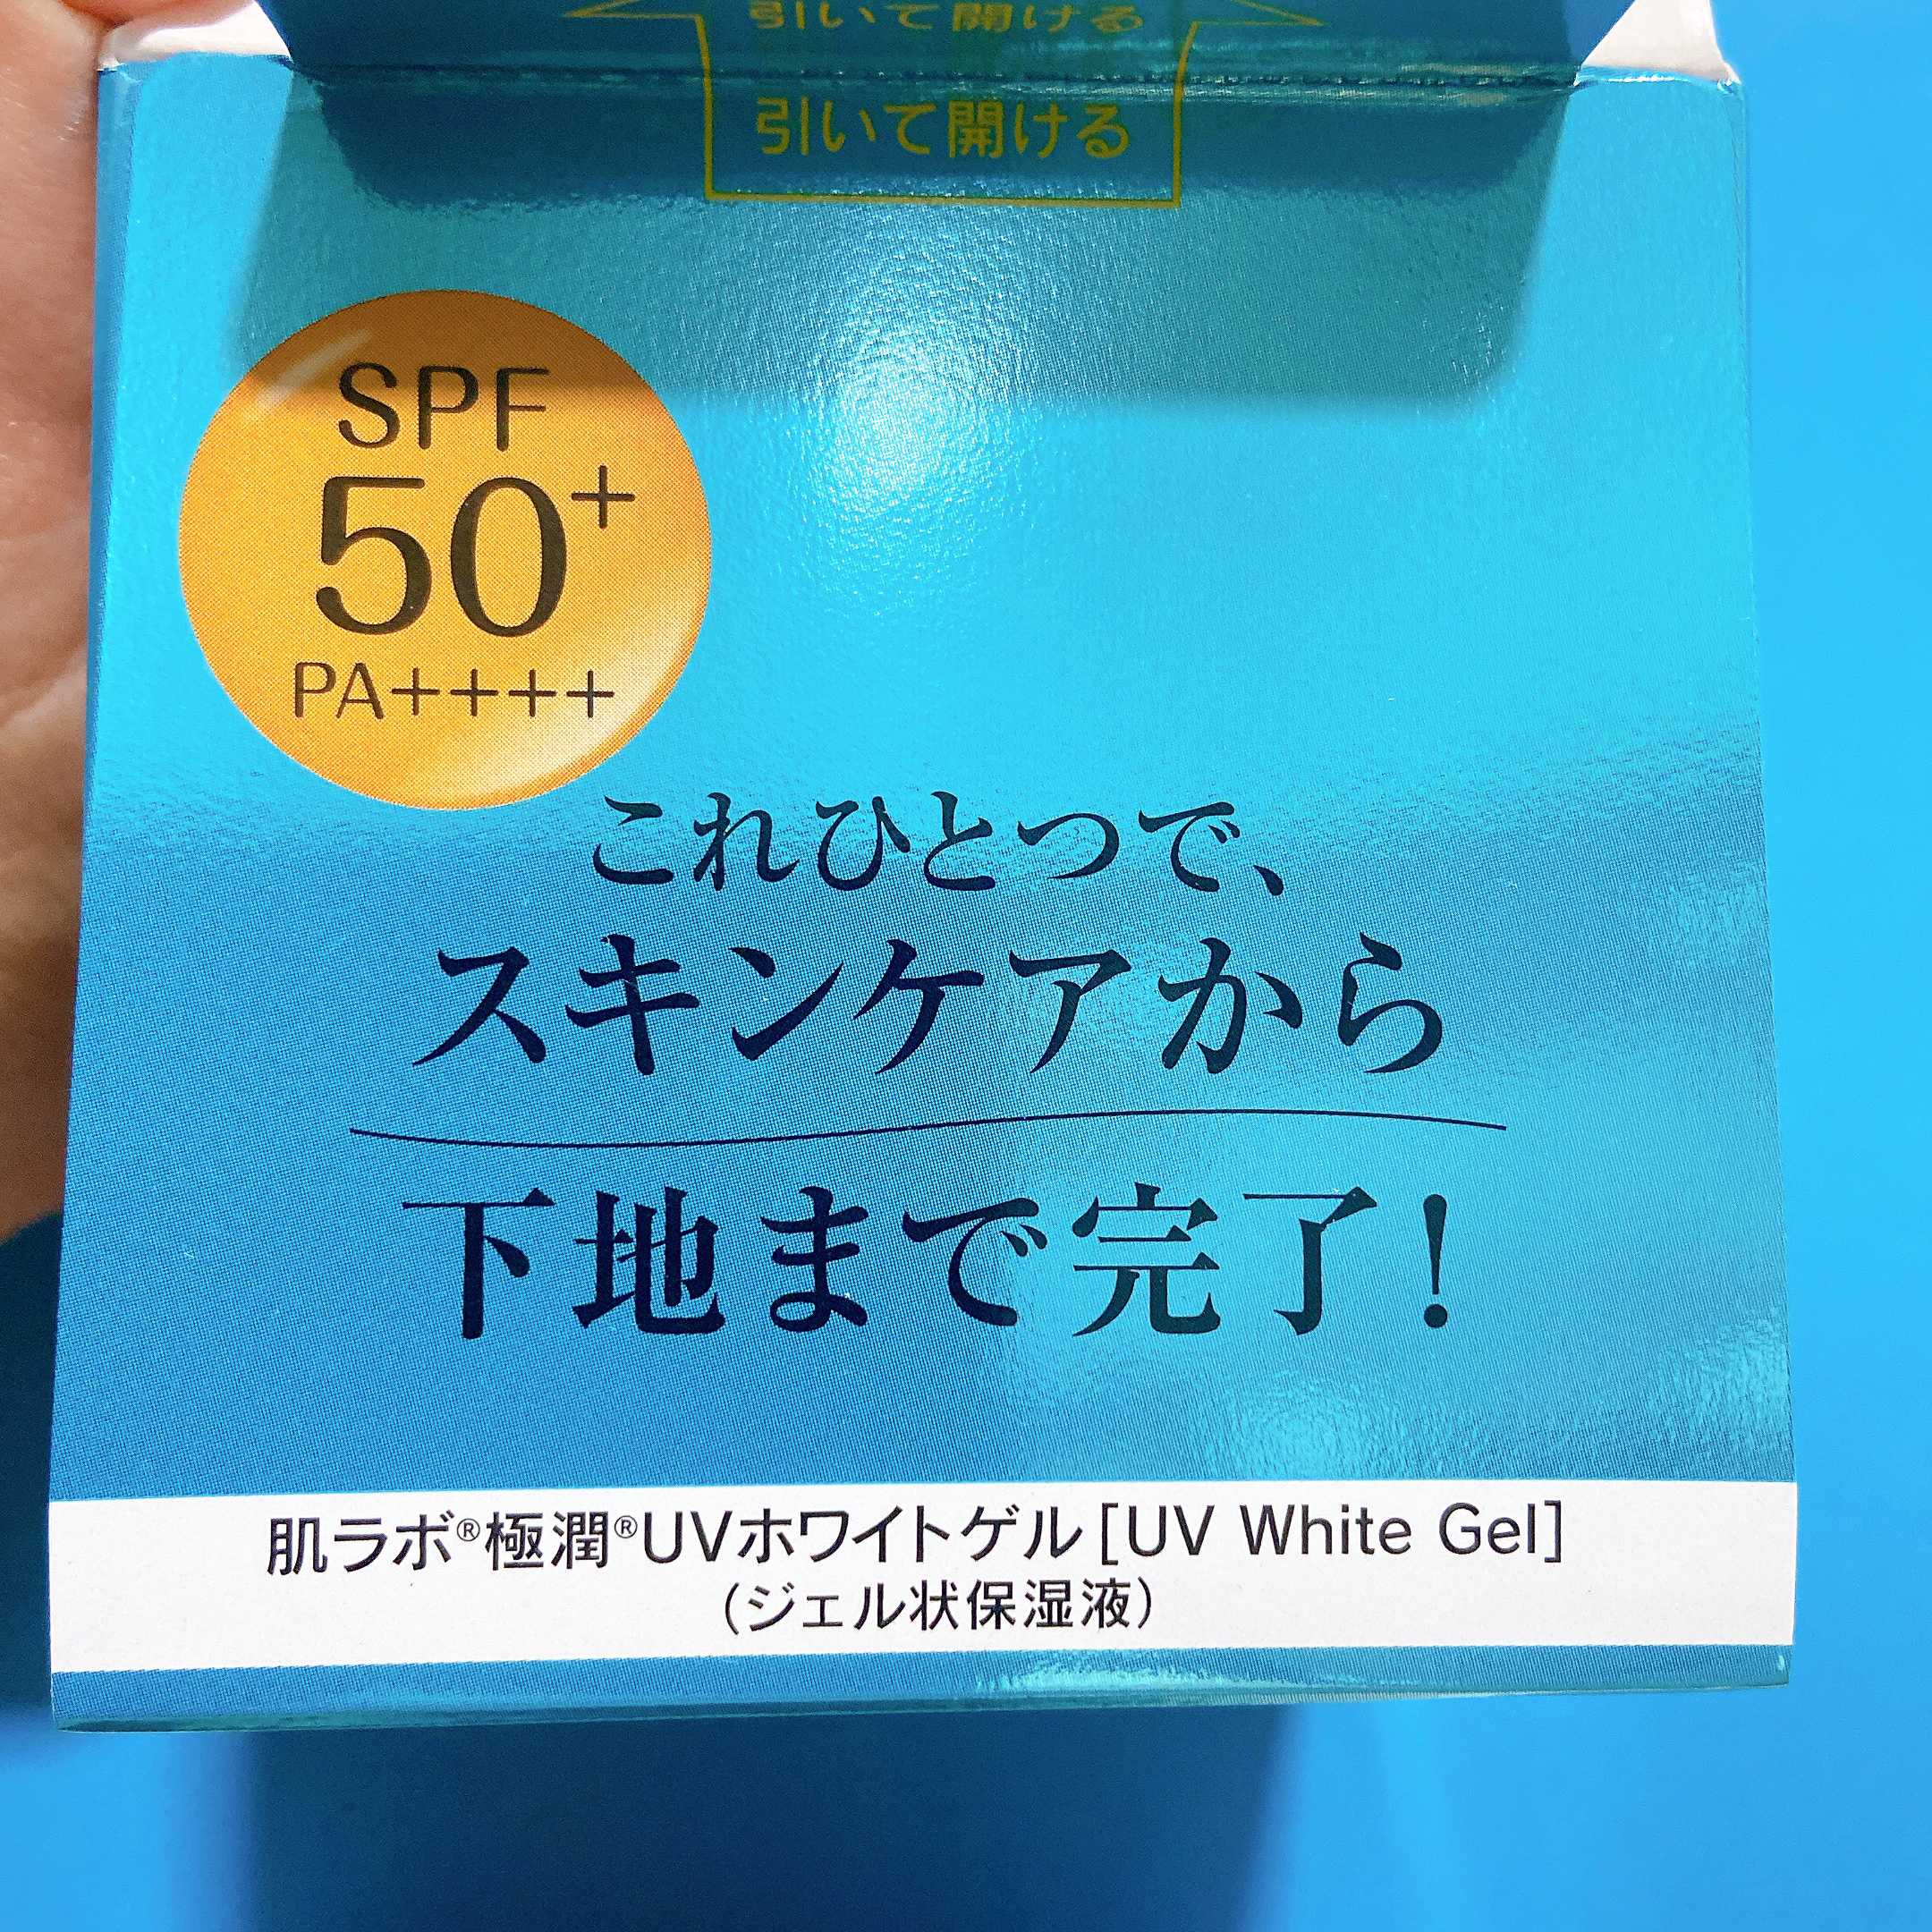 引いて開ける
引いて開ける
SPF
50+
PA++++
これひとつで、
スキンケアから
下地まで完了!
肌ラボ®極潤®UVホワイトゲル[UV White Gel]
(ジェル状保湿液)